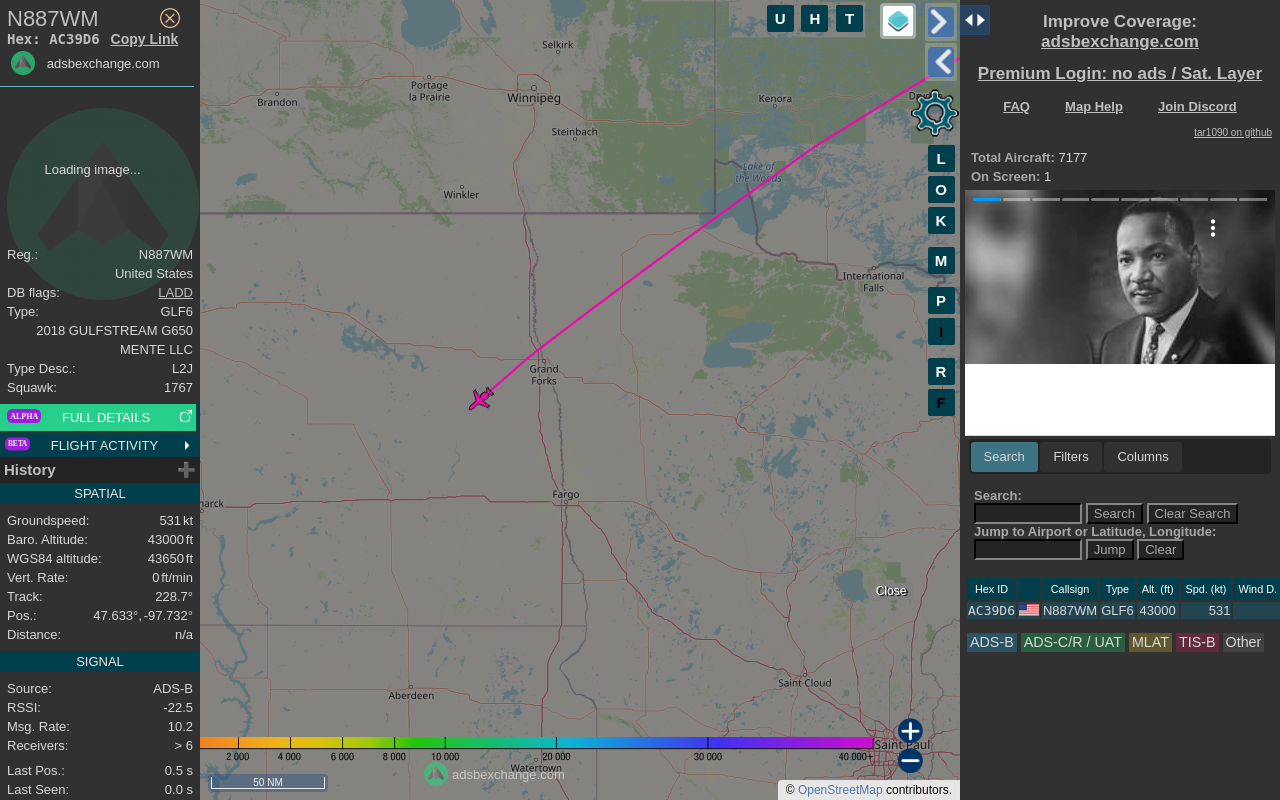 N887WM
Hex: AC39D6 Copy Link
adsbexchange.com
Loading image...
Reg.: N887WM
United States
DB flags: LADD
Type: GLF6
2018 GULFSTREAM G650
MENTE LLC
Type Desc.: L2J
Squawk: 1767
ALPHA FULL DETAILS
BETA FLIGHT ACTIVITY
History
SPATIAL
Groundspeed: 531 kt
Baro. Altitude: 43000 ft
WGS84 altitude: 43650 ft
Vert. Rate: 0 ft/min
Track: 228.7°
Pos.: 47.633°, -97.732°
Distance: n/a
SIGNAL
Source: ADS-B
RSSI: -22.5
Msg. Rate: 10.2
Receivers: > 6
Last Pos.: 0.5 s
Last Seen: 0.0 s
U H T
Selkirk
Portage
la Prairie
Brandon
Winnipeg
Kenora
Steinbach
Lake of
the Woods
Winkler
International
Falls
Grand
Forks
Fargo
marck
Close
Saint Cloud
Aberdeen
Saint Paul
Watertown
L
O
K
M
P
I
R
F
2 000 4 000 6 000 8 000 10 000 20 000 30 000 40 000+
adsbexchange.com
50 NM
© OpenStreetMap contributors.
Improve Coverage:
adsbexchange.com
Premium Login: no ads / Sat. Layer
FAQ Map Help Join Discord
tar1090 on github
Total Aircraft: 7177
On Screen: 1
Search Filters Columns
Search:
Search Clear Search
Jump to Airport or Latitude, Longitude:
Jump Clear
Hex ID Callsign Type Alt. (ft) Spd. (kt) Wind D.
AC39D6 N887WM GLF6 43000 531
ADS-B ADS-C/R / UAT MLAT TIS-B Other